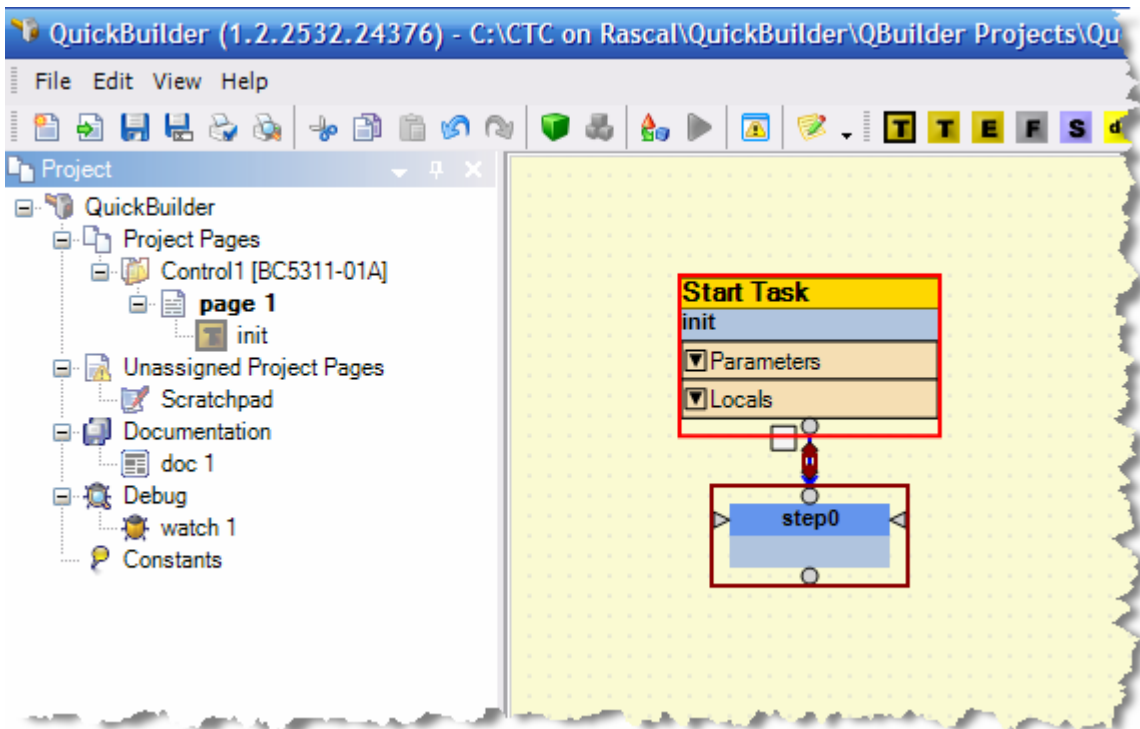 QuickBuilder (1.2.2532.24376) - C:\CTC on Rascal\QuickBuilder\QBuilder Projects\Qu
File Edit View Help
T T E F S d
Project
QuickBuilder
Project Pages
Control1 [BC5311-01A]
page 1
T init
Unassigned Project Pages
Scratchpad
Documentation
doc 1
Debug
watch 1
Constants
Start Task
init
Parameters
Locals
step0